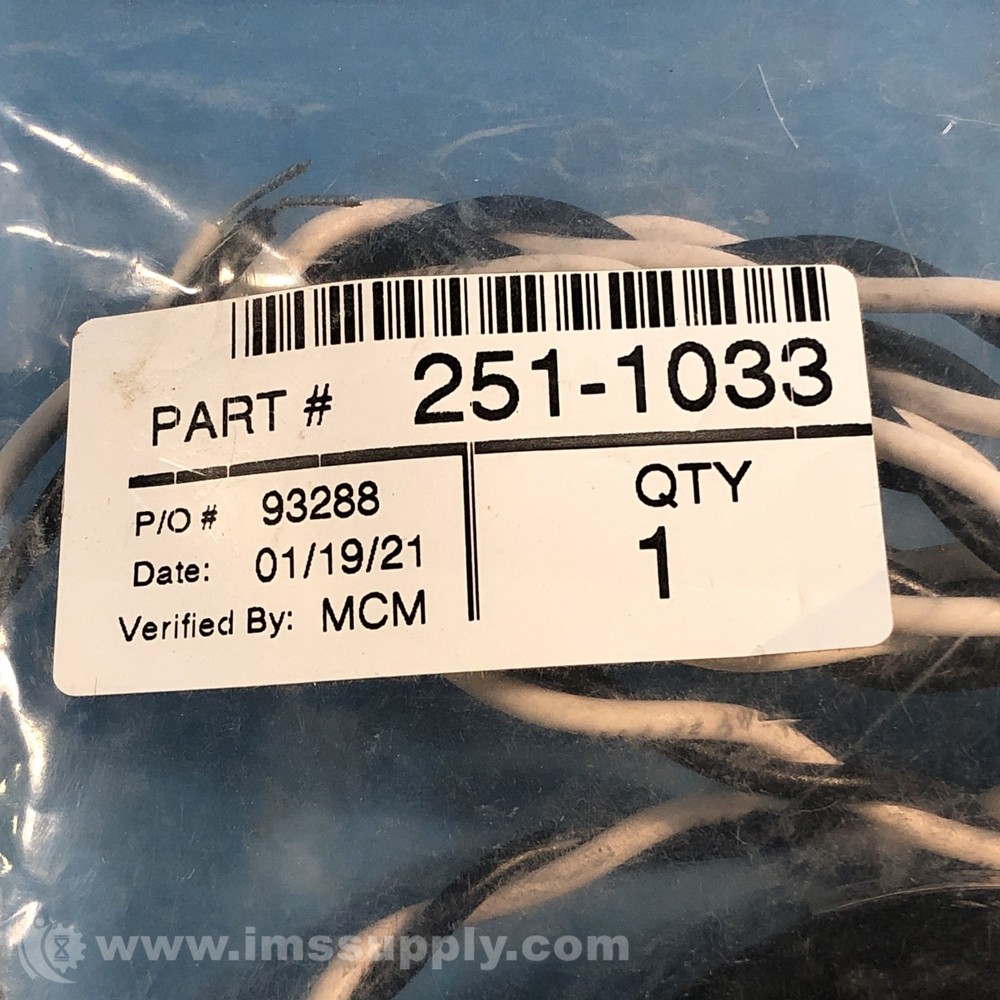 PART # 251-1033
P/O # 93288
Date: 01/19/21
Verified By: MCM
QTY
1
www.imssupply.com